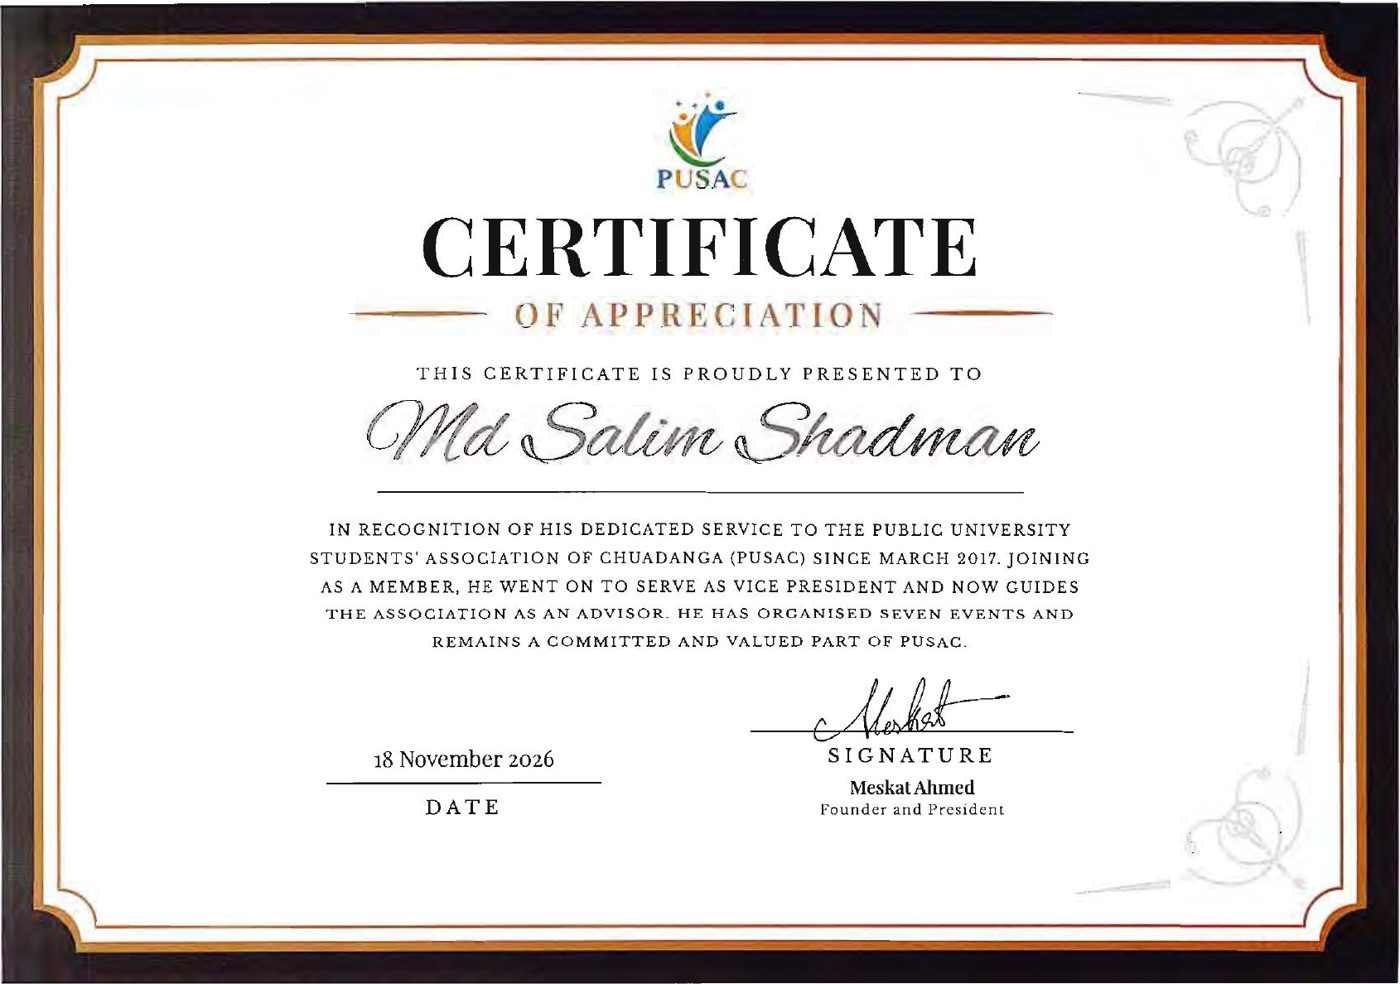 PUSAC
CERTIFICATE
OF APPRECIATION
THIS CERTIFICATE IS PROUDLY PRESENTED TO
Md Salim Shadman
IN RECOGNITION OF HIS DEDICATED SERVICE TO THE PUBLIC UNIVERSITY
STUDENTS' ASSOCIATION OF CHUADANGA (PUSAC) SINCE MARCH 2017. JOINING
AS A MEMBER, HE WENT ON TO SERVE AS VICE PRESIDENT AND NOW GUIDES
THE ASSOCIATION AS AN ADVISOR. HE HAS ORGANISED SEVEN EVENTS AND
REMAINS A COMMITTED AND VALUED PART OF PUSAC.
Meskat
18 November 2026
DATE
SIGNATURE
Meskat Ahmed
Founder and President